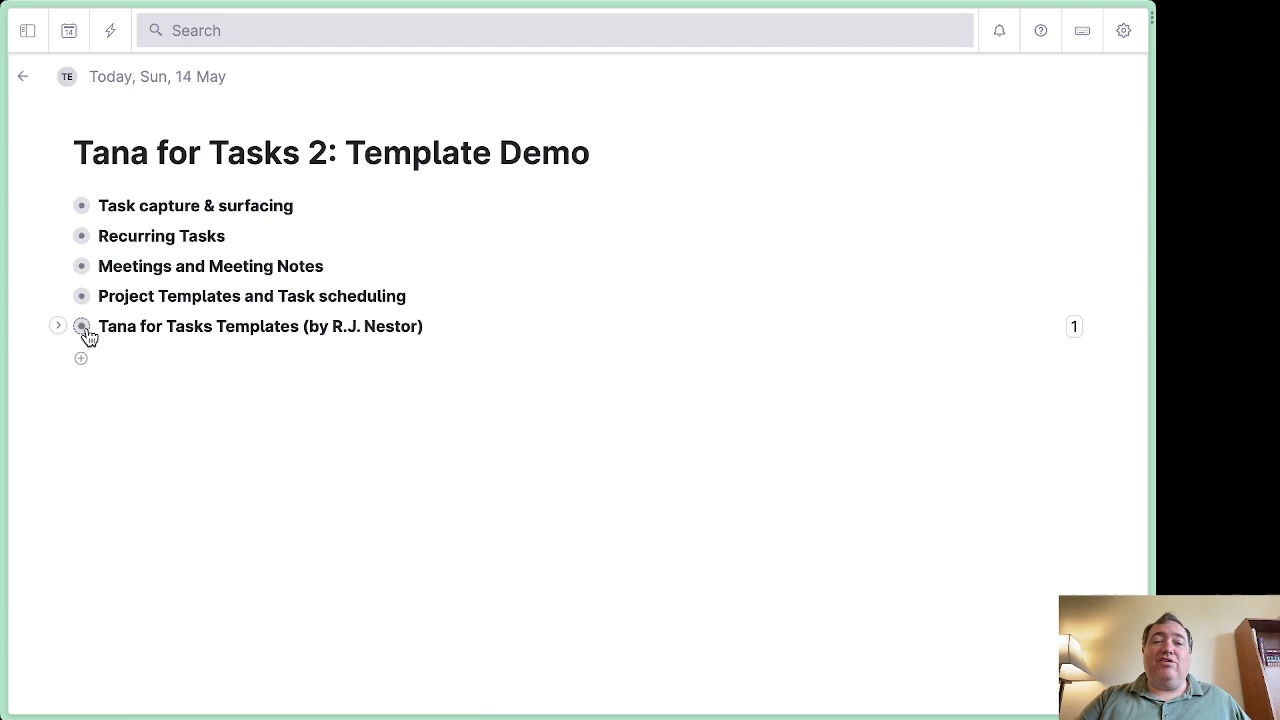 14
Search
TE Today, Sun, 14 May
Tana for Tasks 2: Template Demo
Task capture & surfacing
Recurring Tasks
Meetings and Meeting Notes
Project Templates and Task scheduling
Tana for Tasks Templates (by R.J. Nestor) 1